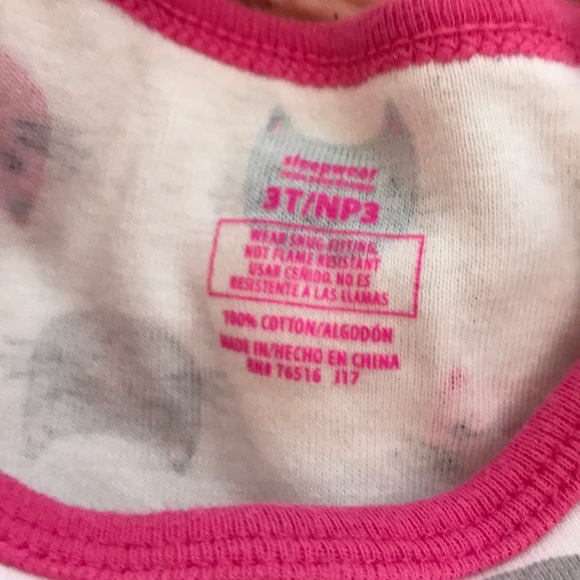 sleepwear
3T/NP3
WEAR SNUG-FITTING,
NOT FLAME RESISTANT
USAR CEÑIDO. NO ES
RESISTENTE A LAS LLAMAS
100% COTTON/ALGODÓN
MADE IN/HECHO EN CHINA
RN# 76516 J17